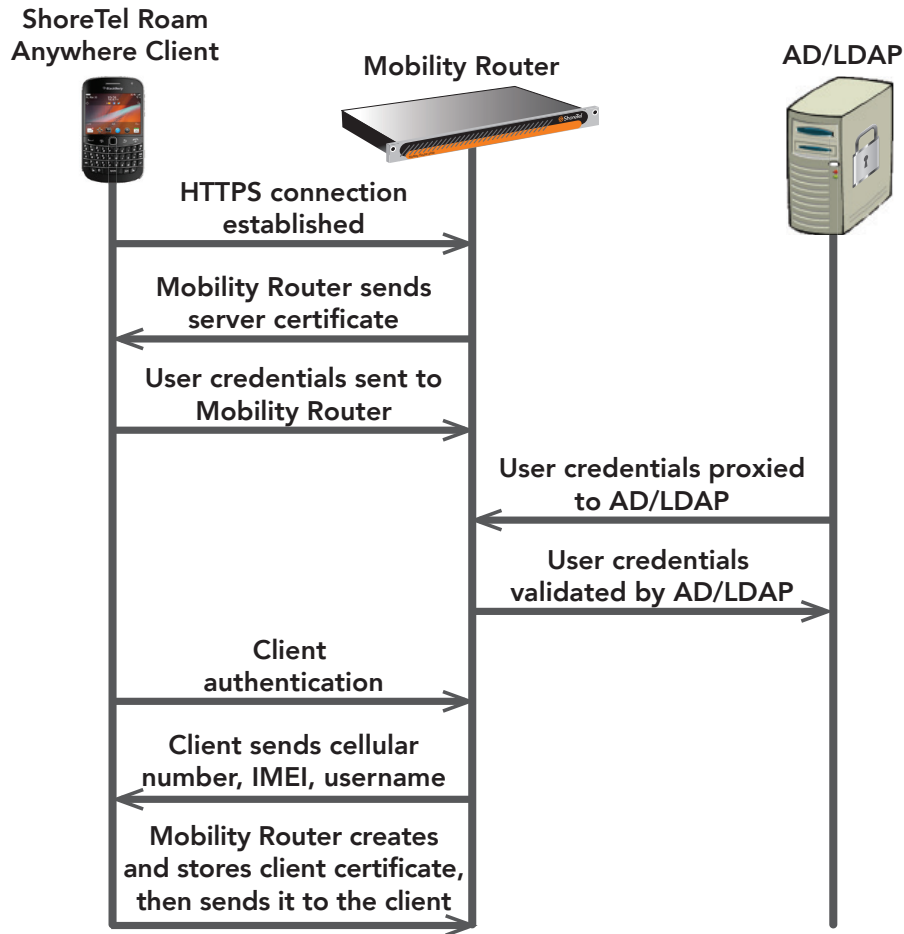 ShoreTel Roam
Anywhere Client
Mobility Router
AD/LDAP
ShoreTel
HTTPS connection
established
Mobility Router sends
server certificate
User credentials sent to
Mobility Router
User credentials proxied
to AD/LDAP
User credentials
validated by AD/LDAP
Client
authentication
Client sends cellular
number, IMEI, username
Mobility Router creates
and stores client certificate,
then sends it to the client